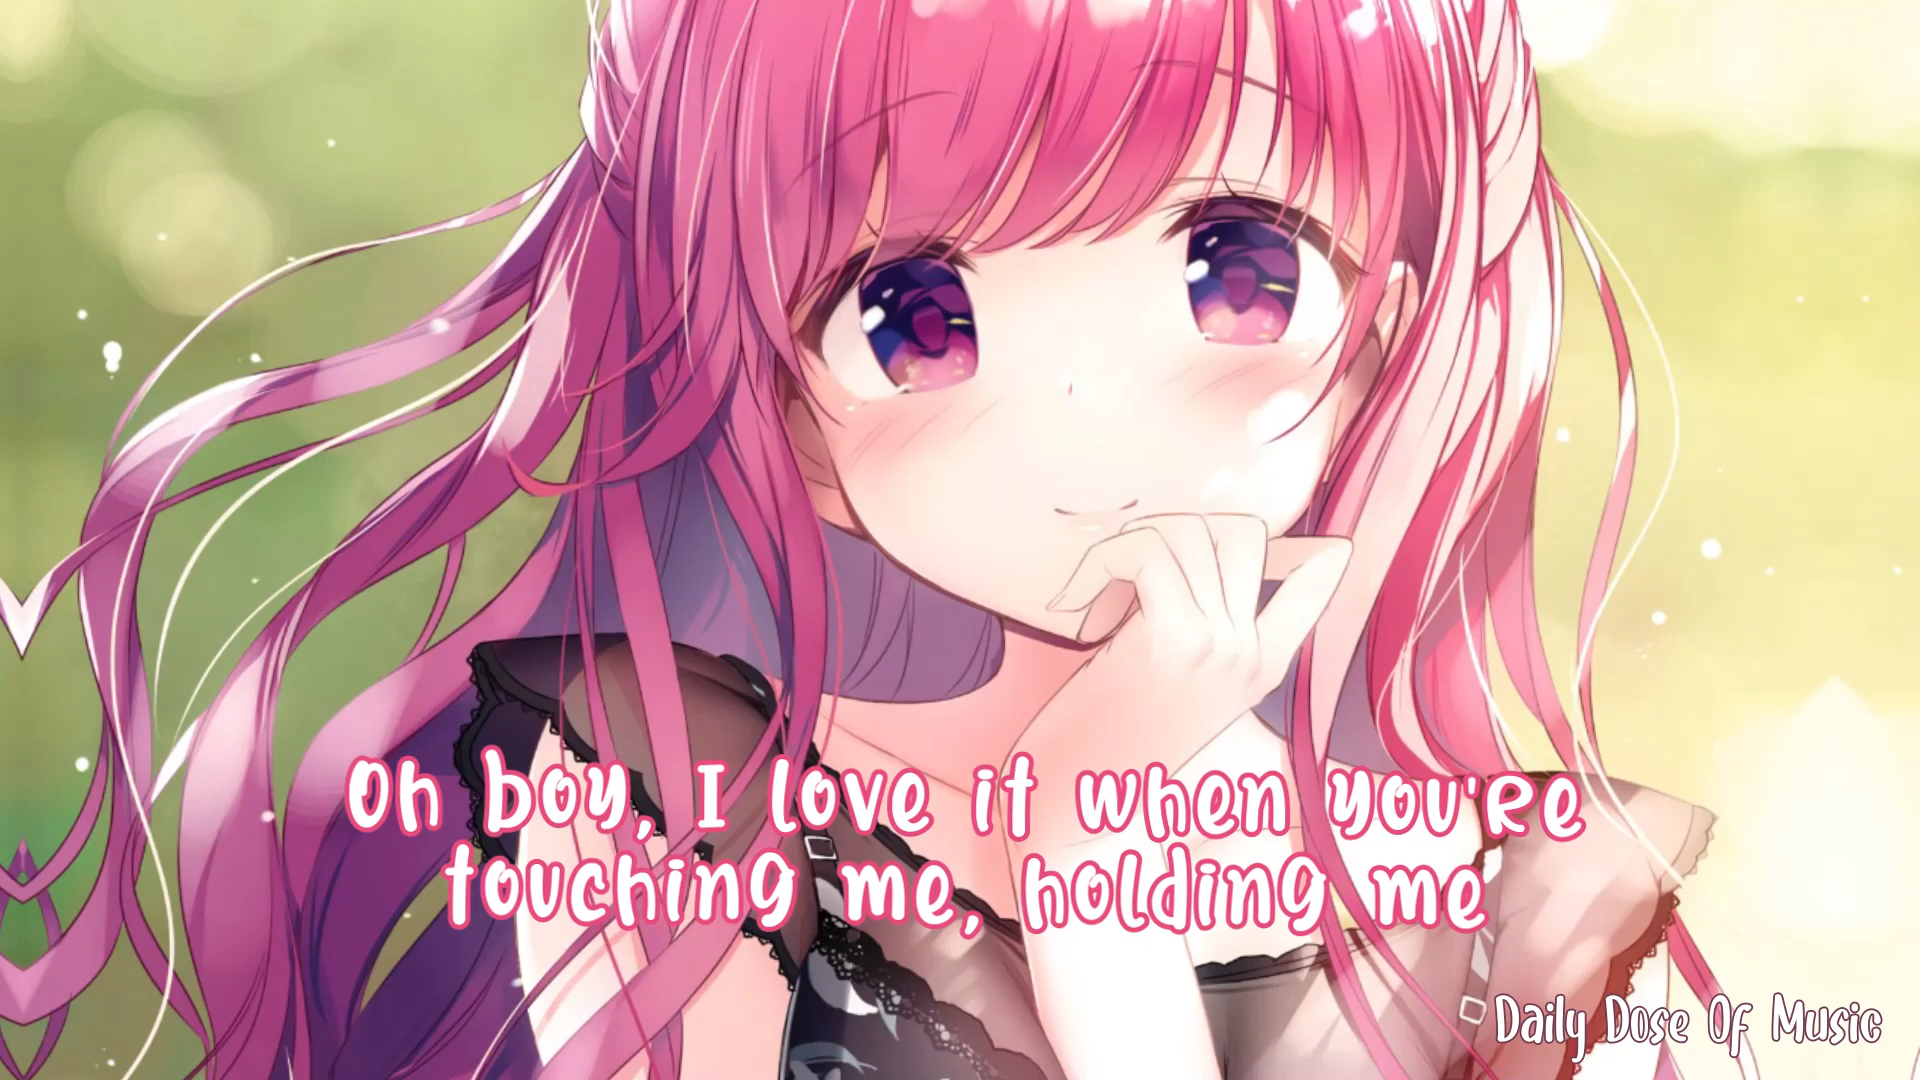 Oh boy, I love it when you're
touching me, holding me
Daily Dose Of Music